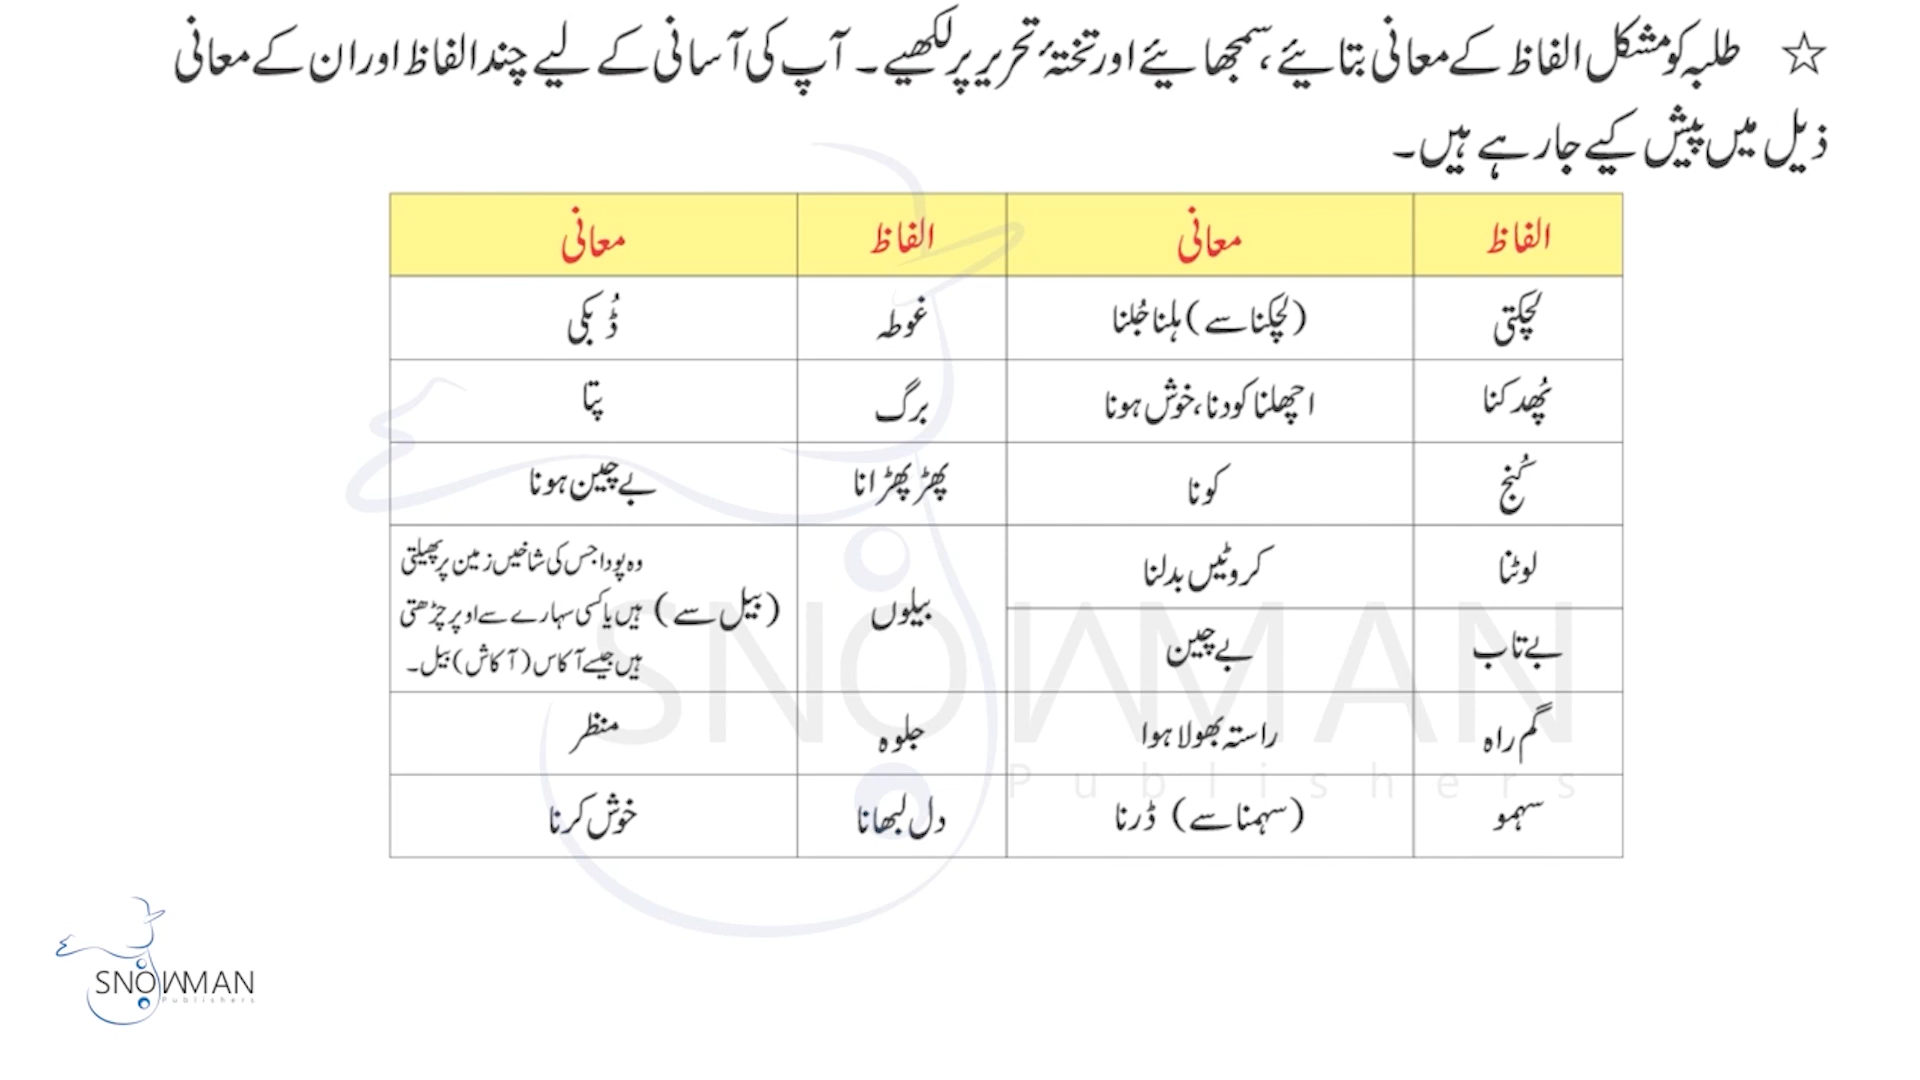 ☆ طلبہ کو مشکل الفاظ کے معانی بتایئے، سمجھایئے اور تختۂ تحریر پر لکھیے۔ آپ کی آسانی کے لیے چند الفاظ اور ان کے معانی
ذیل میں پیش کیے جارہے ہیں۔
الفاظ معانی الفاظ معانی
لچکتی (لچکنا سے) ہلنا جُلنا غوطہ ڈُبکی
پُھدکنا اچھلنا کودنا، خوش ہونا برگ پتا
کُنج کونا پھڑپھڑانا بے چین ہونا
لوٹنا کروٹیں بدلنا
بے تاب بے چین
بیلوں (بیل سے)
وہ پودا جس کی شاخیں زمین پر پھیلتی
ہیں یا کسی سہارے سے اوپر چڑھتی
ہیں جیسے آکاس (آکاش) بیل۔
گم راہ راستہ بھولا ہوا جلوہ منظر
سہمو (سہمنا سے) ڈرنا دل لبھانا خوش کرنا
SNOWMAN
Publishers
SNOWMAN
Publishers